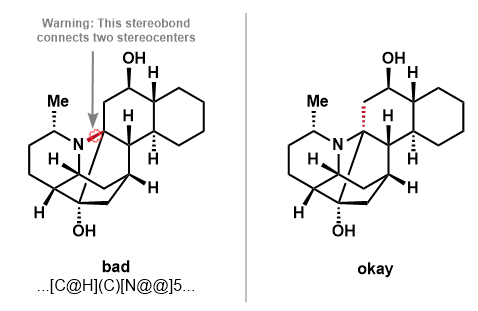 Warning: This stereobond
connects two stereocenters
OH
H
Me
H
N
H
H
H
H
OH
bad
...[C@H](C)[N@@]5...
OH
H
Me
H
N
H
H
H
H
OH
okay